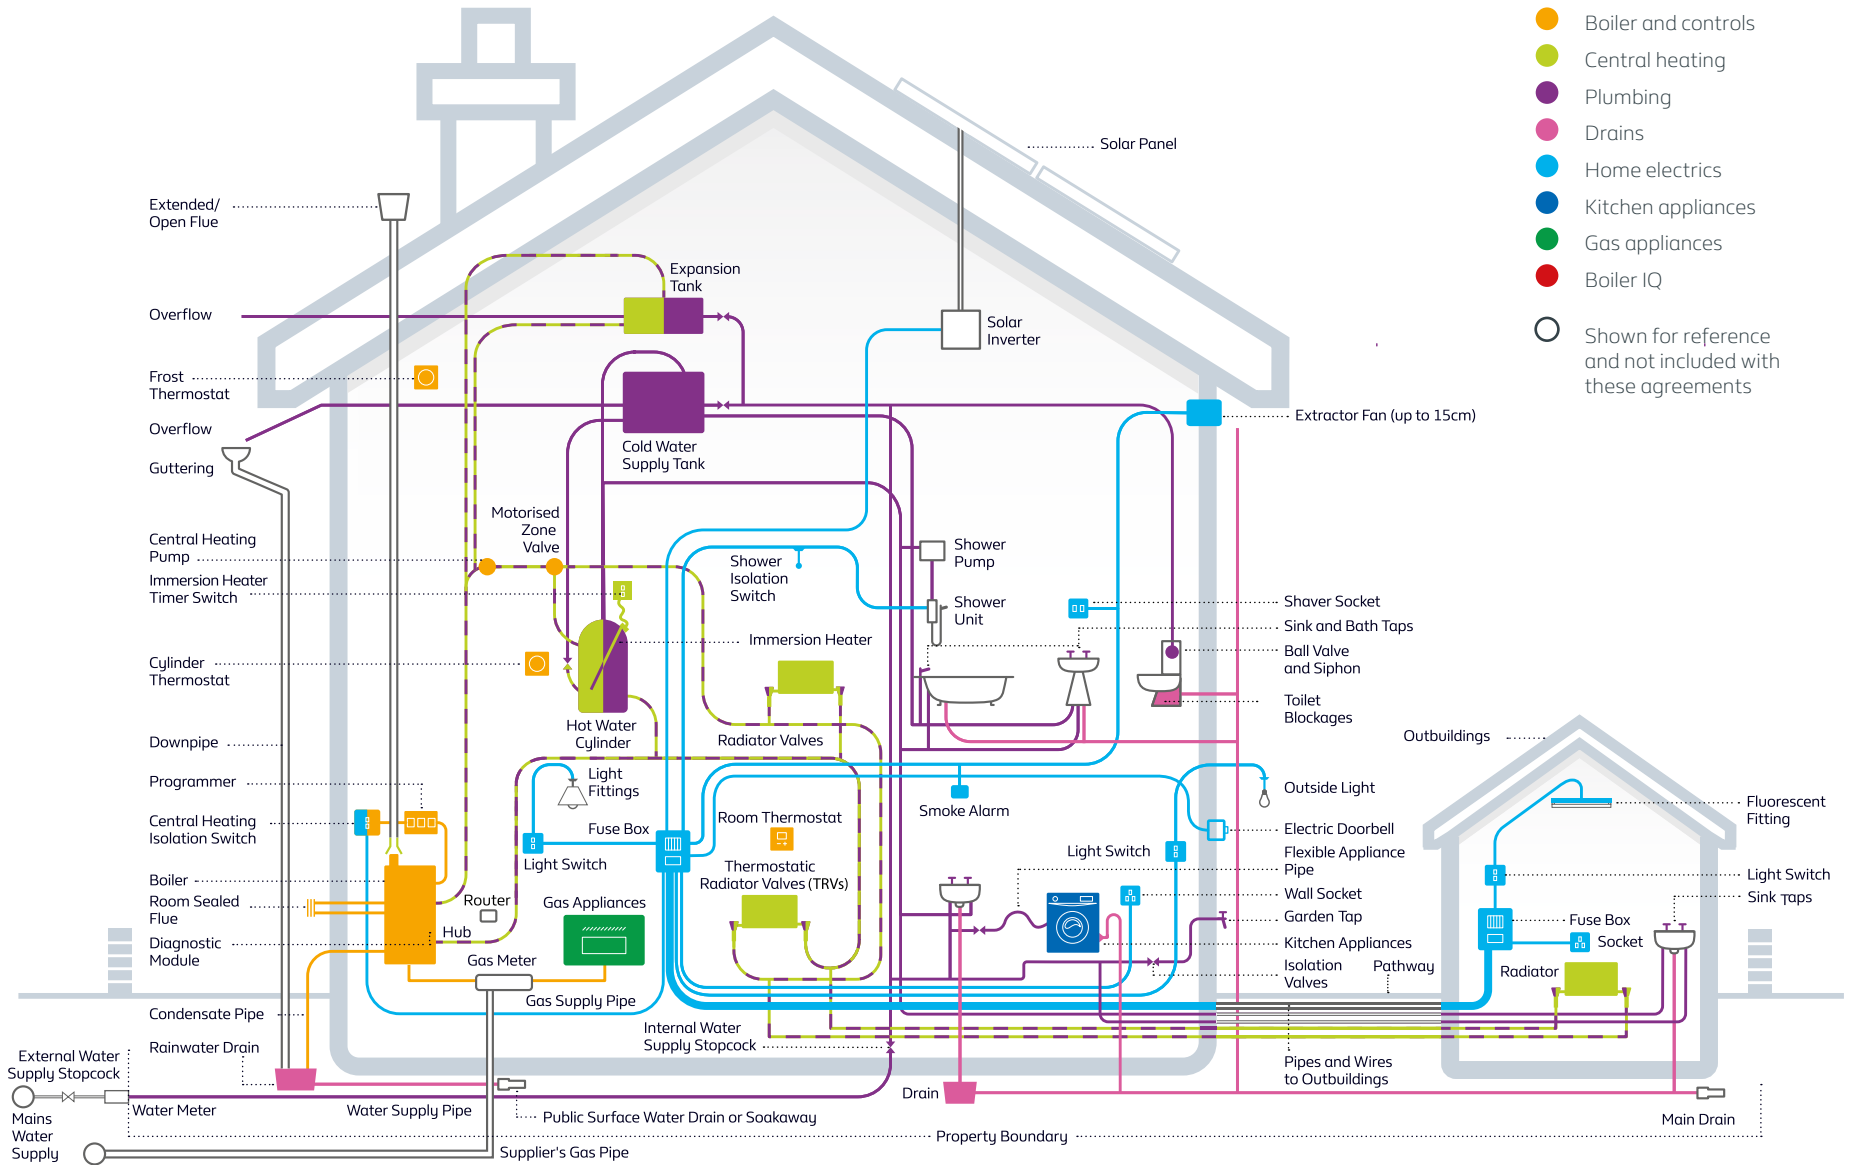 Boiler and controls
Central heating
Plumbing
Drains
Home electrics
Kitchen appliances
Gas appliances
Boiler IQ
Shown for reference
and not included with
these agreements
Solar Panel
Extended/
Open Flue
Expansion
Tank
Overflow
Solar
Inverter
Frost
Thermostat
Extractor Fan (up to 15cm)
Overflow
Cold Water
Supply Tank
Guttering
Motorised
Zone
Valve
Central Heating
Pump
Immersion Heater
Timer Switch
Shower
Isolation
Switch
Shower
Pump
Shower
Unit
Shaver Socket
Sink and Bath Taps
Immersion Heater
Ball Valve
and Siphon
Cylinder
Thermostat
Toilet
Blockages
Hot Water
Cylinder
Radiator Valves
Downpipe
Outbuildings
Programmer
Light
Fittings
Smoke Alarm
Outside Light
Fluorescent
Fitting
Central Heating
Isolation Switch
Fuse Box
Room Thermostat
Electric Doorbell
Light Switch
Light Switch
Flexible Appliance
Pipe
Thermostatic
Radiator Valves (TRVs)
Boiler
Light Switch
Room Sealed
Flue
Router
Gas Appliances
Wall Socket
Sink Taps
Garden Tap
Fuse Box
Diagnostic
Module
Hub
Kitchen Appliances
Socket
Gas Meter
Isolation
Valves
Pathway
Radiator
Gas Supply Pipe
Condensate Pipe
Internal Water
Supply Stopcock
Rainwater Drain
External Water
Supply Stopcock
Pipes and Wires
to Outbuildings
Drain
Water Meter
Water Supply Pipe
Public Surface Water Drain or Soakaway
Main Drain
Mains
Water
Supply
Property Boundary
Supplier's Gas Pipe